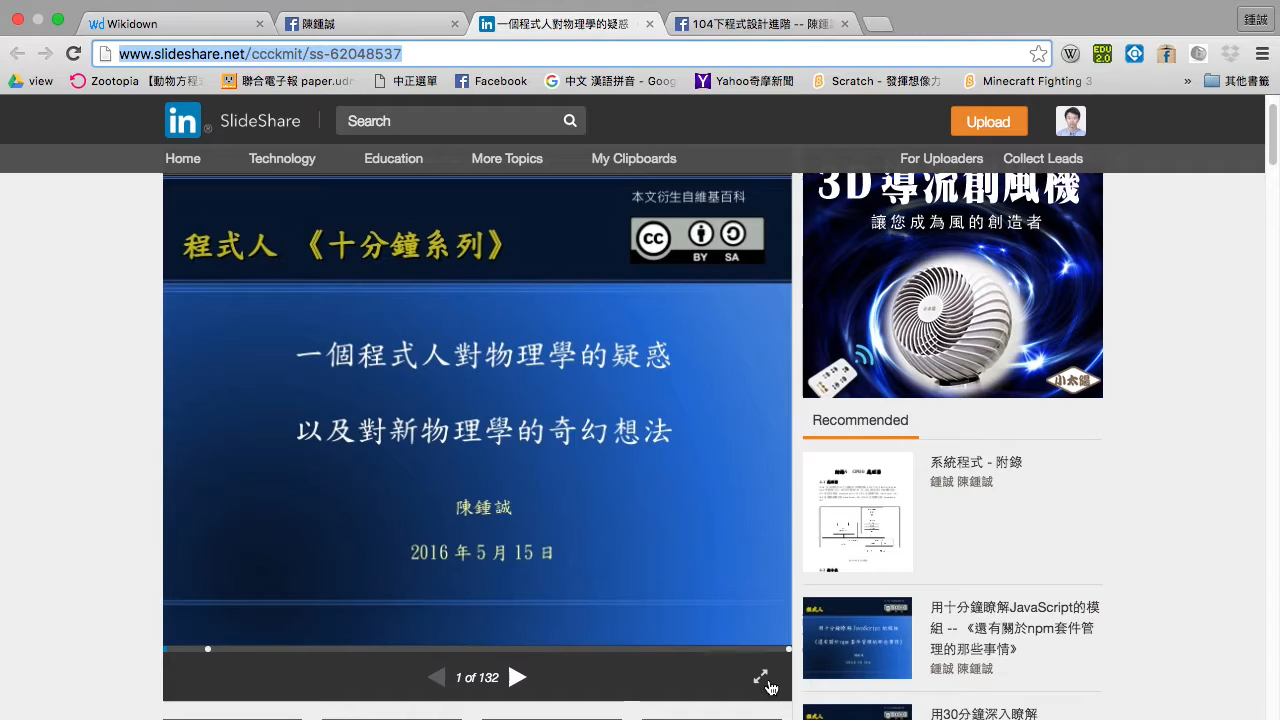 Wikidot
陳鍾誠
一個程式人對物理學的疑惑
104下程式設計進階 -- 陳鍾
鍾誠
www.slideshare.net/ccckmit/ss-62048537
view
Zootopia 【動物方程
聯合電子報 paper.ud
中正選單
Facebook
中文 漢語拼音 - Goog
Yahoo奇摩新聞
Scratch - 發揮想像力
Minecraft Fighting 3
»
其他書籤
in SlideShare
Search
Upload
Home
Technology
Education
More Topics
My Clipboards
For Uploaders
Collect Leads
本文衍生自維基百科
程式人 《十分鐘系列》
cc BY SA
一個程式人對物理學的疑惑
以及對新物理學的奇幻想法
陳鍾誠
2016 年 5 月 15 日
1 of 132
3D導流創風機
讓您成為風的創造者
小太陽
Recommended
系統程式 - 附錄
鍾誠 陳鍾誠
用十分鐘瞭解JavaScript的模
組 -- 《還有關於npm套件管
理的那些事情》
鍾誠 陳鍾誠
用30分鐘深入瞭解